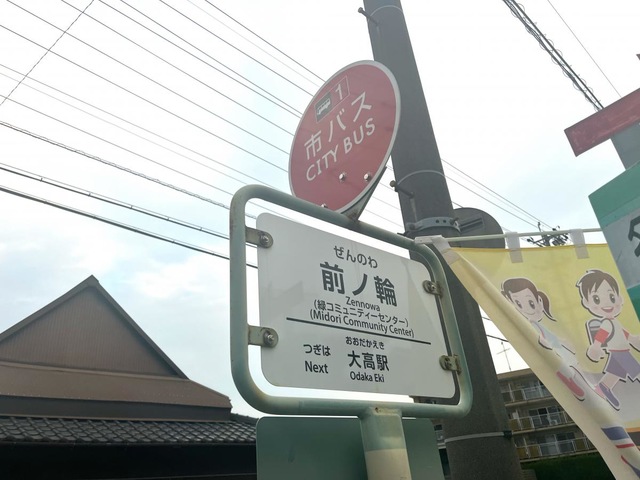 1
市バス
CITY BUS
ぜんのわ
前ノ輪
Zennowa
(緑コミュニティーセンター)
(Midori Community Center)
つぎは おおだかえき
Next 大高駅
Odaka Eki